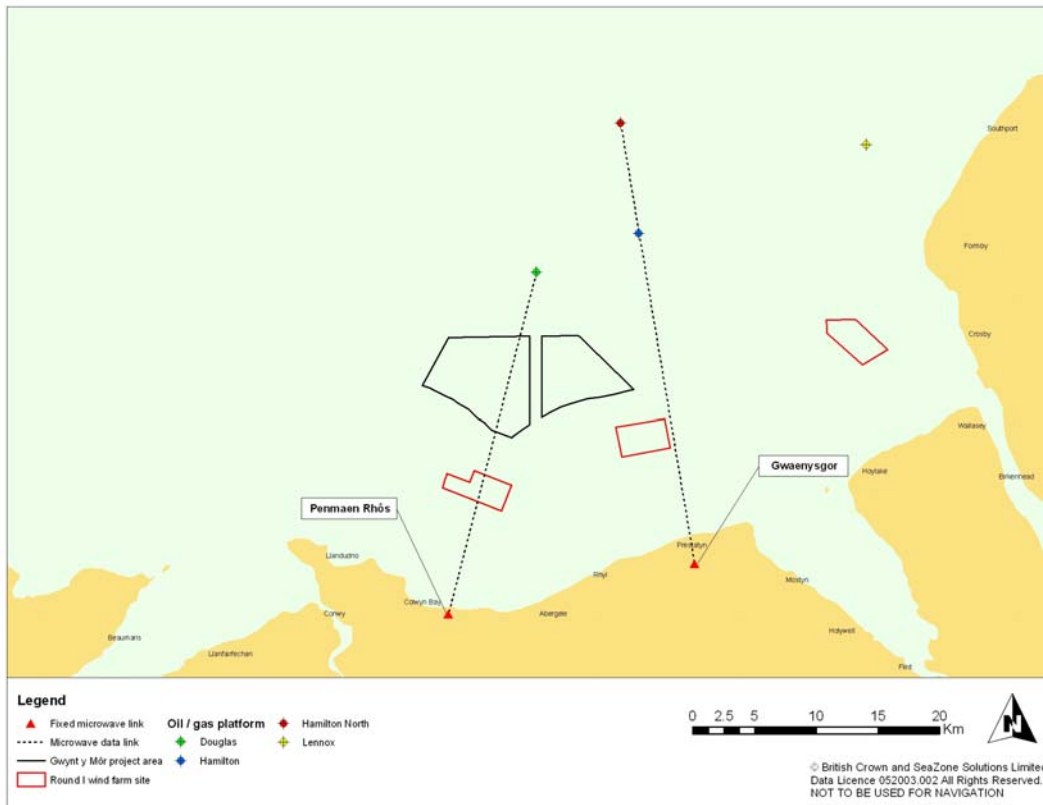 Southport
Formby
Crosby
Wallasey
Hoylake
Birkenhead
Gwaenysgor
Penmaen Rhôs
Prestatyn
Llandudno
Rhyl
Mostyn
Colwyn Bay
Abergele
Conwy
Holywell
Beaumaris
Llanfairfechan
Flint
Legend
Fixed microwave link
Microwave data link
Gwynt y Môr project area
Round I wind farm site
Oil / gas platform
Douglas
Hamilton
Hamilton North
Lennox
0 2.5 5 10 15 20
Km
N
© British Crown and SeaZone Solutions Limited
Data Licence 052003.002 All Rights Reserved.
NOT TO BE USED FOR NAVIGATION